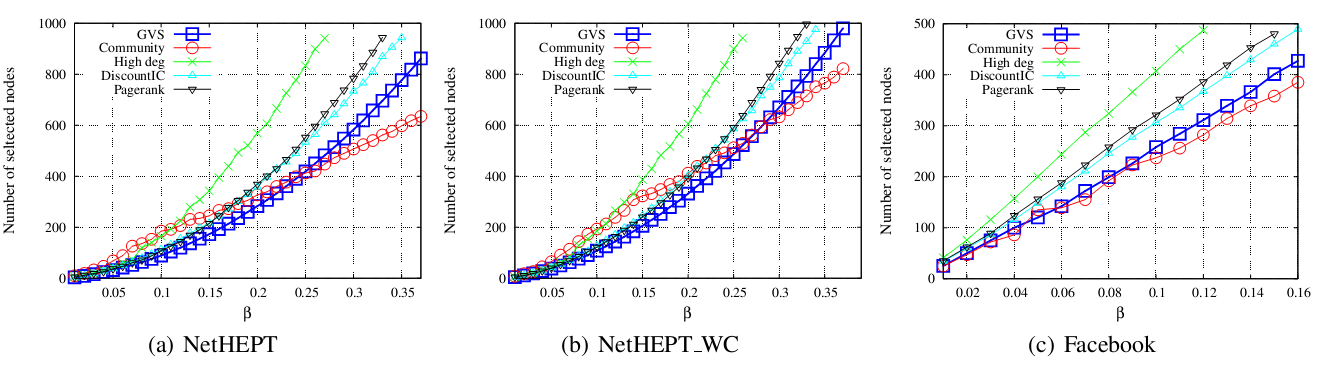 Number of seltected nodes
1000
800
600
400
200
0
GVS
Community
High deg
DiscountIC
Pagerank
0.05 0.1 0.15 0.2 0.25 0.3 0.35
β
(a) NetHEPT
Number of seltected nodes
1000
800
600
400
200
0
GVS
Community
High deg
DiscountIC
Pagerank
0.05 0.1 0.15 0.2 0.25 0.3 0.35
β
(b) NetHEPT_WC
Number of seltected nodes
500
400
300
200
100
0
GVS
Community
High deg
DiscountIC
Pagerank
0.02 0.04 0.06 0.08 0.1 0.12 0.14 0.16
β
(c) Facebook